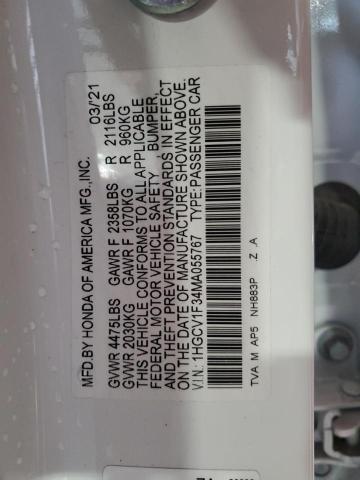 MFD.BY HONDA OF AMERICA MFG.,INC. 03/21
GVWR 4475LBS GAWR F 2358LBS R 2116LBS
GVWR 2030KG GAWR F 1070KG R 960KG
THIS VEHICLE CONFORMS TO ALL APPLICABLE
FEDERAL MOTOR VEHICLE SAFETY BUMPER,
AND THEFT PREVENTION STANDARDS IN EFFECT
ON THE DATE OF MANUFACTURE SHOWN ABOVE.
V.I.N.: 1HGCV1F34MA055767 TYPE:PASSENGER CAR
TVA M AP5 NH883P Z .A